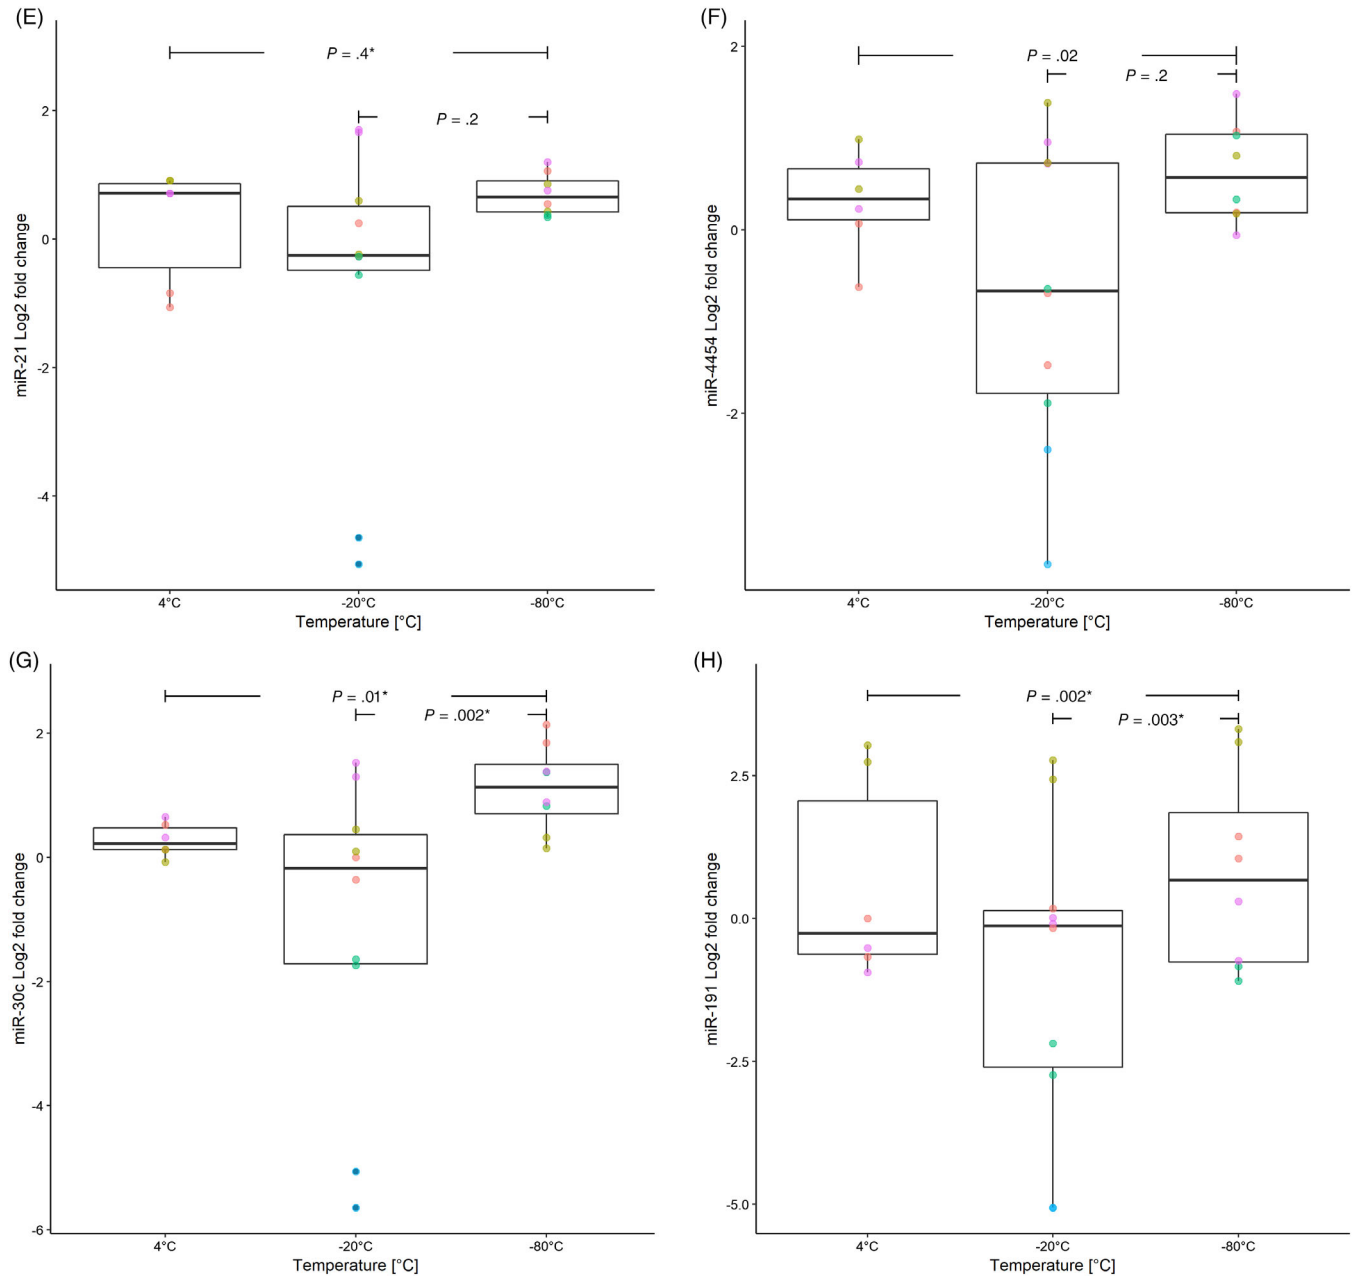 (E)
P = .4*
P = .2
2
0
-2
-4
miR-21 Log2 fold change
4°C
-20°C
-80°C
Temperature [°C]
(F)
P = .02
P = .2
2
0
-2
miR-4454 Log2 fold change
4°C
-20°C
-80°C
Temperature [°C]
(G)
P = .01*
P = .002*
2
0
-2
-4
-6
miR-30c Log2 fold change
4°C
-20°C
-80°C
Temperature [°C]
(H)
P = .002*
P = .003*
2.5
0.0
-2.5
-5.0
miR-191 Log2 fold change
4°C
-20°C
-80°C
Temperature [°C]